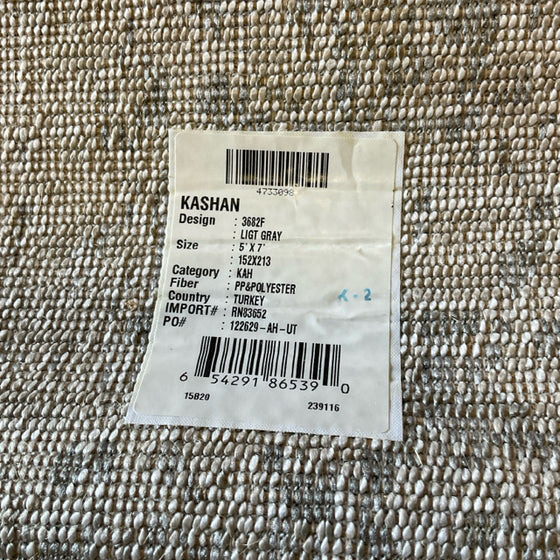 4733098
KASHAN
Design : 3682F
: LIGT GRAY
Size : 5' X 7'
: 152X213
Category : KAH
Fiber : PP&POLYESTER
Country : TURKEY
IMPORT# : RN83652
PO# : 122629-AH-UT
K-2
6 54291 86539 0
15820 239116